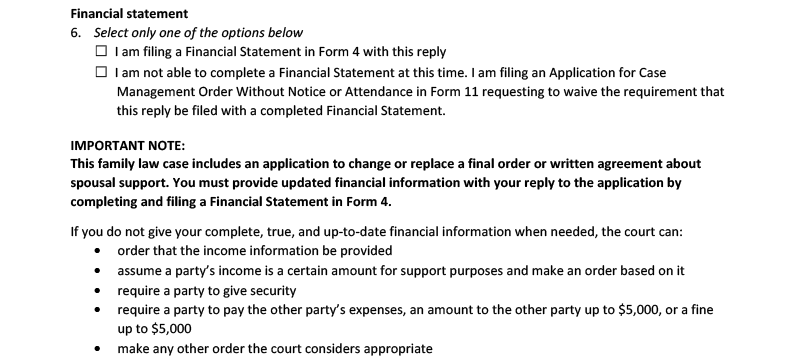 Financial statement
6. Select only one of the options below
☐ I am filing a Financial Statement in Form 4 with this reply
☐ I am not able to complete a Financial Statement at this time. I am filing an Application for Case
Management Order Without Notice or Attendance in Form 11 requesting to waive the requirement that
this reply be filed with a completed Financial Statement.
IMPORTANT NOTE:
This family law case includes an application to change or replace a final order or written agreement about
spousal support. You must provide updated financial information with your reply to the application by
completing and filing a Financial Statement in Form 4.
If you do not give your complete, true, and up-to-date financial information when needed, the court can:
• order that the income information be provided
• assume a party's income is a certain amount for support purposes and make an order based on it
• require a party to give security
• require a party to pay the other party's expenses, an amount to the other party up to $5,000, or a fine
up to $5,000
• make any other order the court considers appropriate